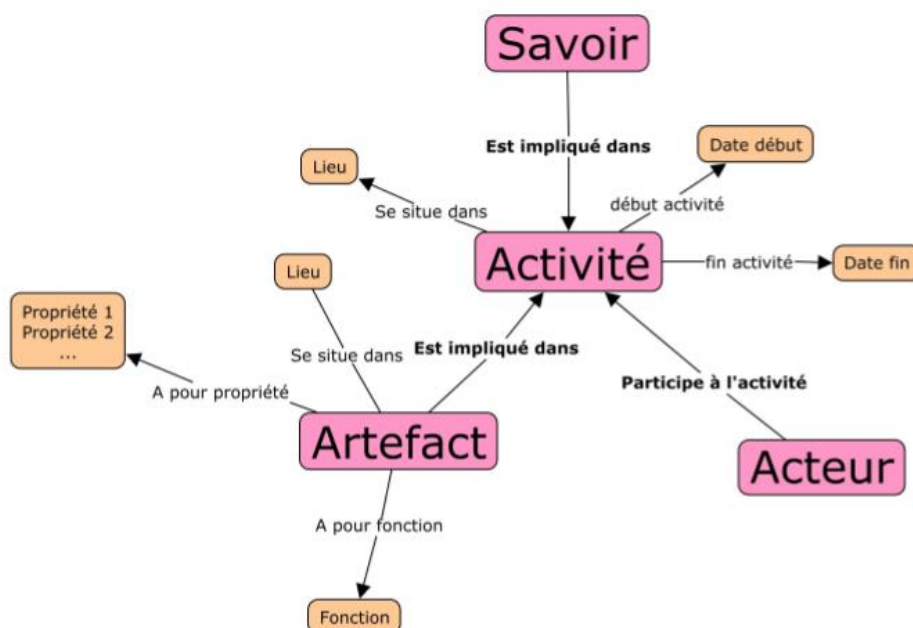 Savoir
Est impliqué dans
Date début
Lieu
Se situe dans
début activité
Activité
fin activité
Date fin
Lieu
Propriété 1
Propriété 2
...
Se situe dans
Est impliqué dans
A pour propriété
Participe à l'activité
Artefact
Acteur
A pour fonction
Fonction